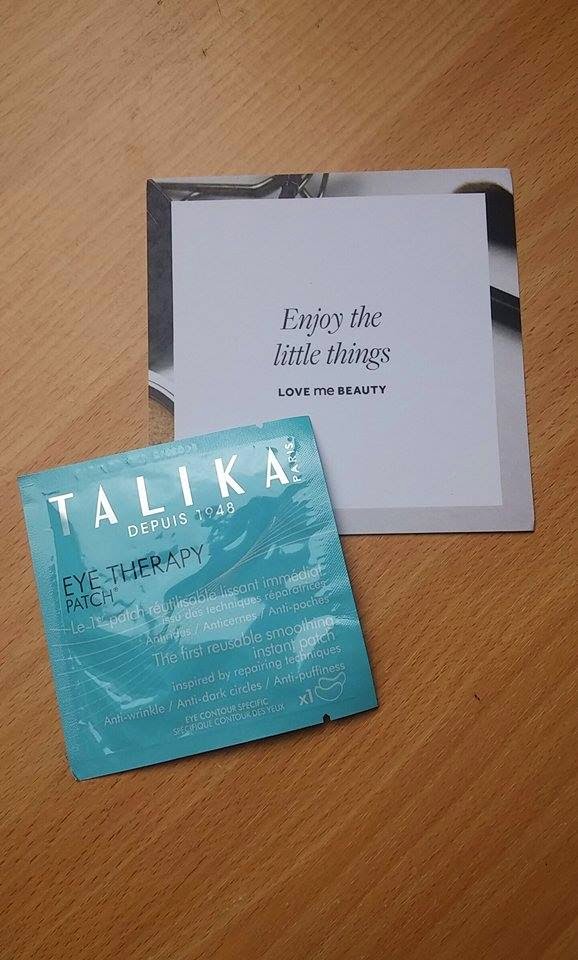 Enjoy the
little things
LOVE me BEAUTY
TALIKA PARIS
DEPUIS 1948
EYE THERAPY
PATCH®
Le 1er patch réutilisable lissant immédiat
issu des techniques réparatrices
Antirides / Anticernes / Anti-poches
The first reusable smoothing
instant patch
inspired by repairing techniques
Anti-wrinkle / Anti-dark circles / Anti-puffiness
EYE CONTOUR SPECIFIC
SPÉCIFIQUE CONTOUR DES YEUX
x1